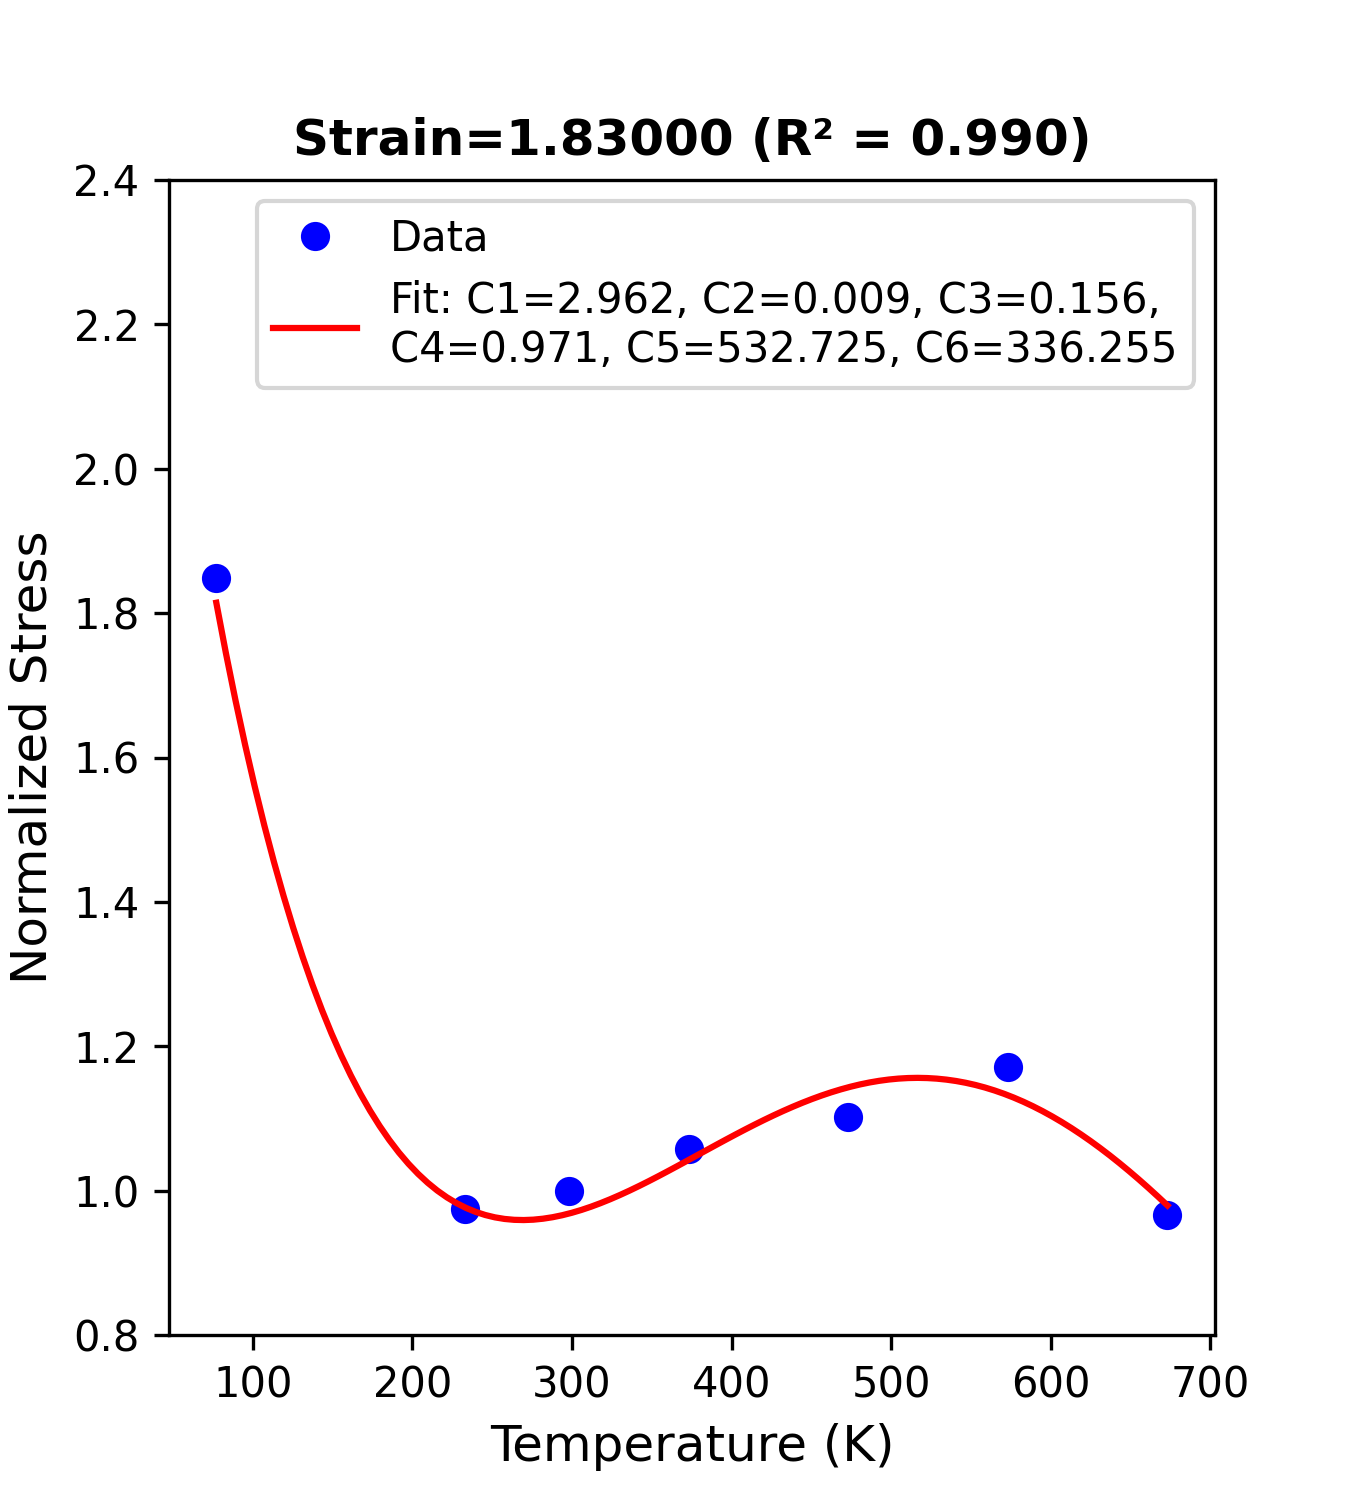 Strain=1.83000 (R² = 0.990)
Data
Fit: C1=2.962, C2=0.009, C3=0.156,
C4=0.971, C5=532.725, C6=336.255
Normalized Stress
2.4
2.2
2.0
1.8
1.6
1.4
1.2
1.0
0.8
100 200 300 400 500 600 700
Temperature (K)